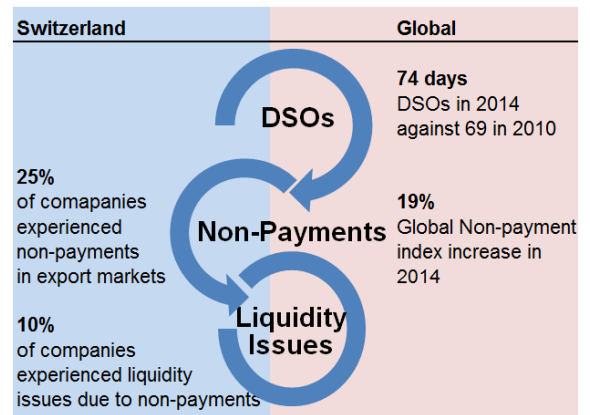 Switzerland
Global
74 days
DSOs in 2014
against 69 in 2010
DSOs
25%
of comapanies
experienced
non-payments
in export markets
Non-Payments
19%
Global Non-payment
index increase in
2014
Liquidity
Issues
10%
of companies
experienced liquidity
issues due to non-payments